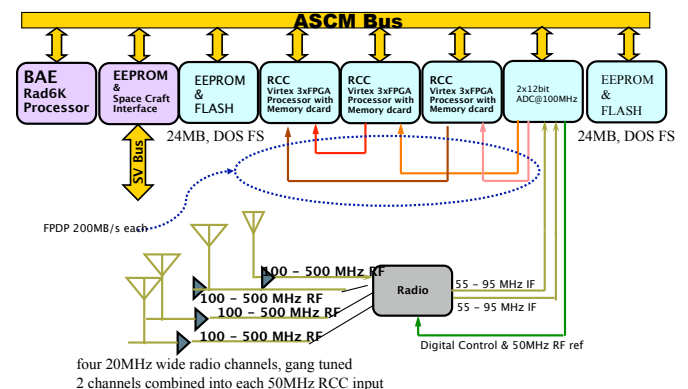 ASCM Bus
BAE
Rad6K
Processor
EEPROM
&
Space Craft
Interface
EEPROM
&
FLASH
RCC
Virtex 3xFPGA
Processor with
Memory dcard
RCC
Virtex 3xFPGA
Processor with
Memory dcard
RCC
Virtex 3xFPGA
Processor with
Memory dcard
2x12bit
ADC@100MHz
EEPROM
&
FLASH
24MB, DOS FS
24MB, DOS FS
SV Bus
FPDP 200MB/s each
100 – 500 MHz RF
100 – 500 MHz RF
100 – 500 MHz RF
100 – 500 MHz RF
Radio
55 – 95 MHz IF
55 – 95 MHz IF
Digital Control & 50MHz RF ref
four 20MHz wide radio channels, gang tuned
2 channels combined into each 50MHz RCC input